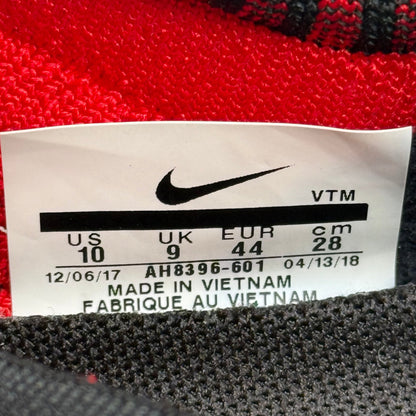 VTM
US UK EUR cm
10 9 44 28
12/06/17 AH8396-601 04/13/18
MADE IN VIETNAM
FABRIQUE AU VIETNAM